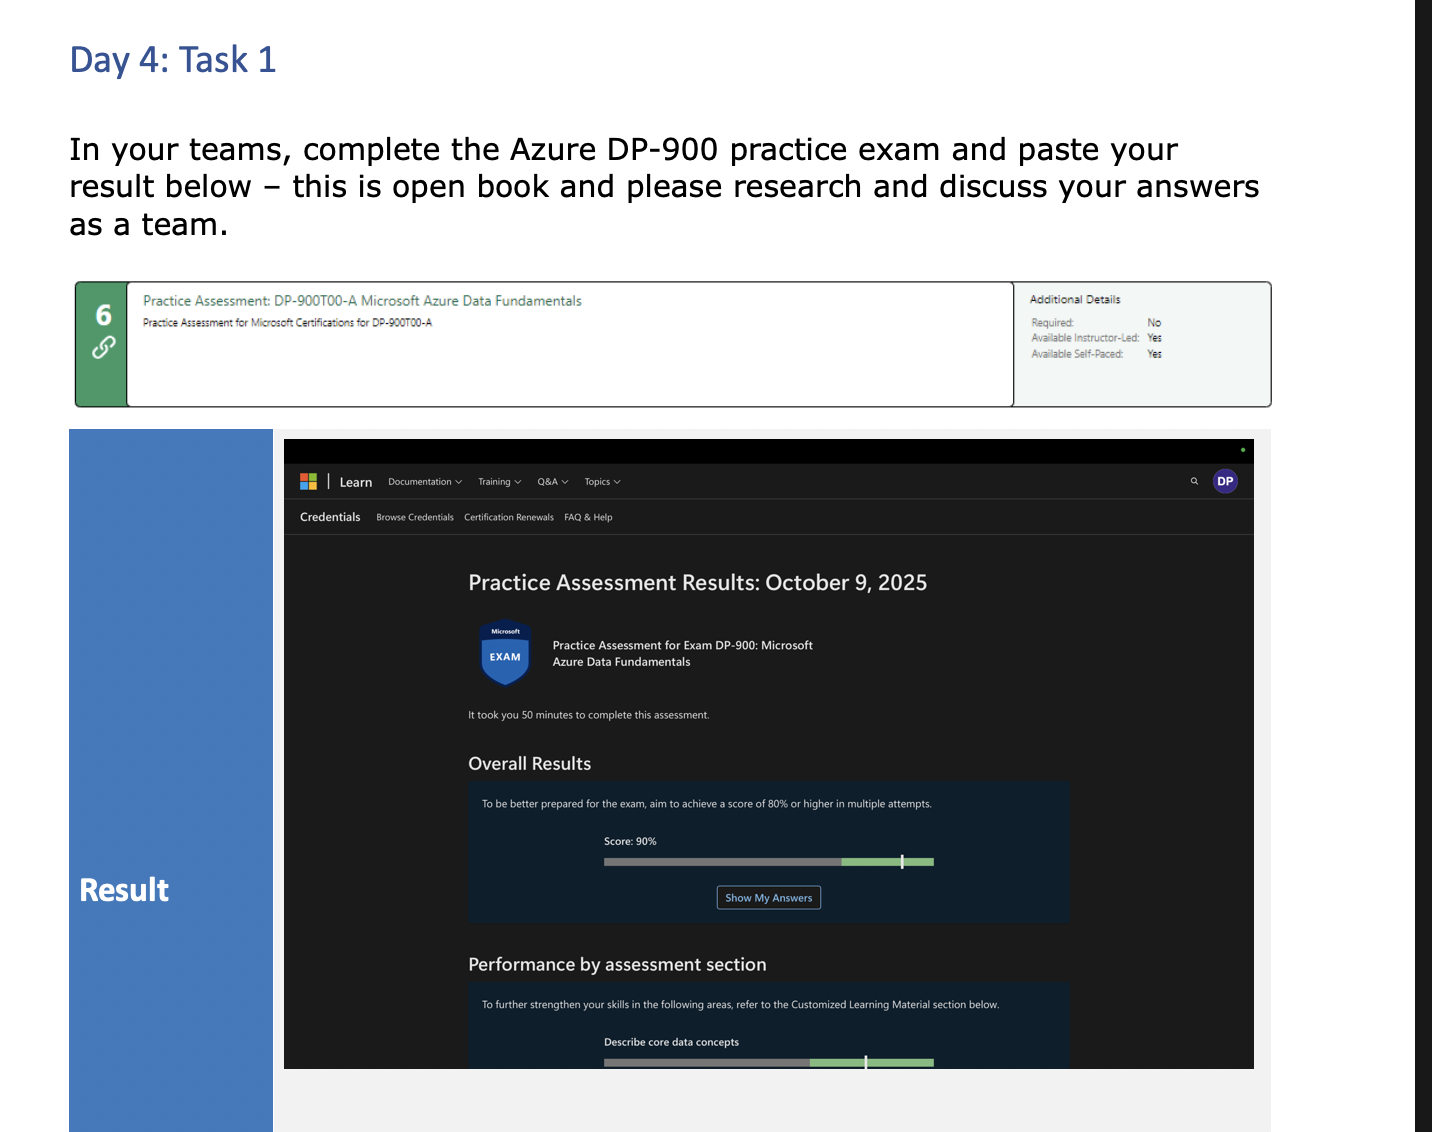 Day 4: Task 1
In your teams, complete the Azure DP-900 practice exam and paste your
result below – this is open book and please research and discuss your answers
as a team.
6
Practice Assessment: DP-900T00-A Microsoft Azure Data Fundamentals
Practice Assessment for Microsoft Certifications for DP-900T00-A
Additional Details
Required: No
Available Instructor-Led: Yes
Available Self-Paced: Yes
Result
Learn Documentation Training Q&A Topics DP
Credentials Browse Credentials Certification Renewals FAQ & Help
Practice Assessment Results: October 9, 2025
Microsoft
EXAM
Practice Assessment for Exam DP-900: Microsoft
Azure Data Fundamentals
It took you 50 minutes to complete this assessment.
Overall Results
To be better prepared for the exam, aim to achieve a score of 80% or higher in multiple attempts.
Score: 90%
Show My Answers
Performance by assessment section
To further strengthen your skills in the following areas, refer to the Customized Learning Material section below.
Describe core data concepts